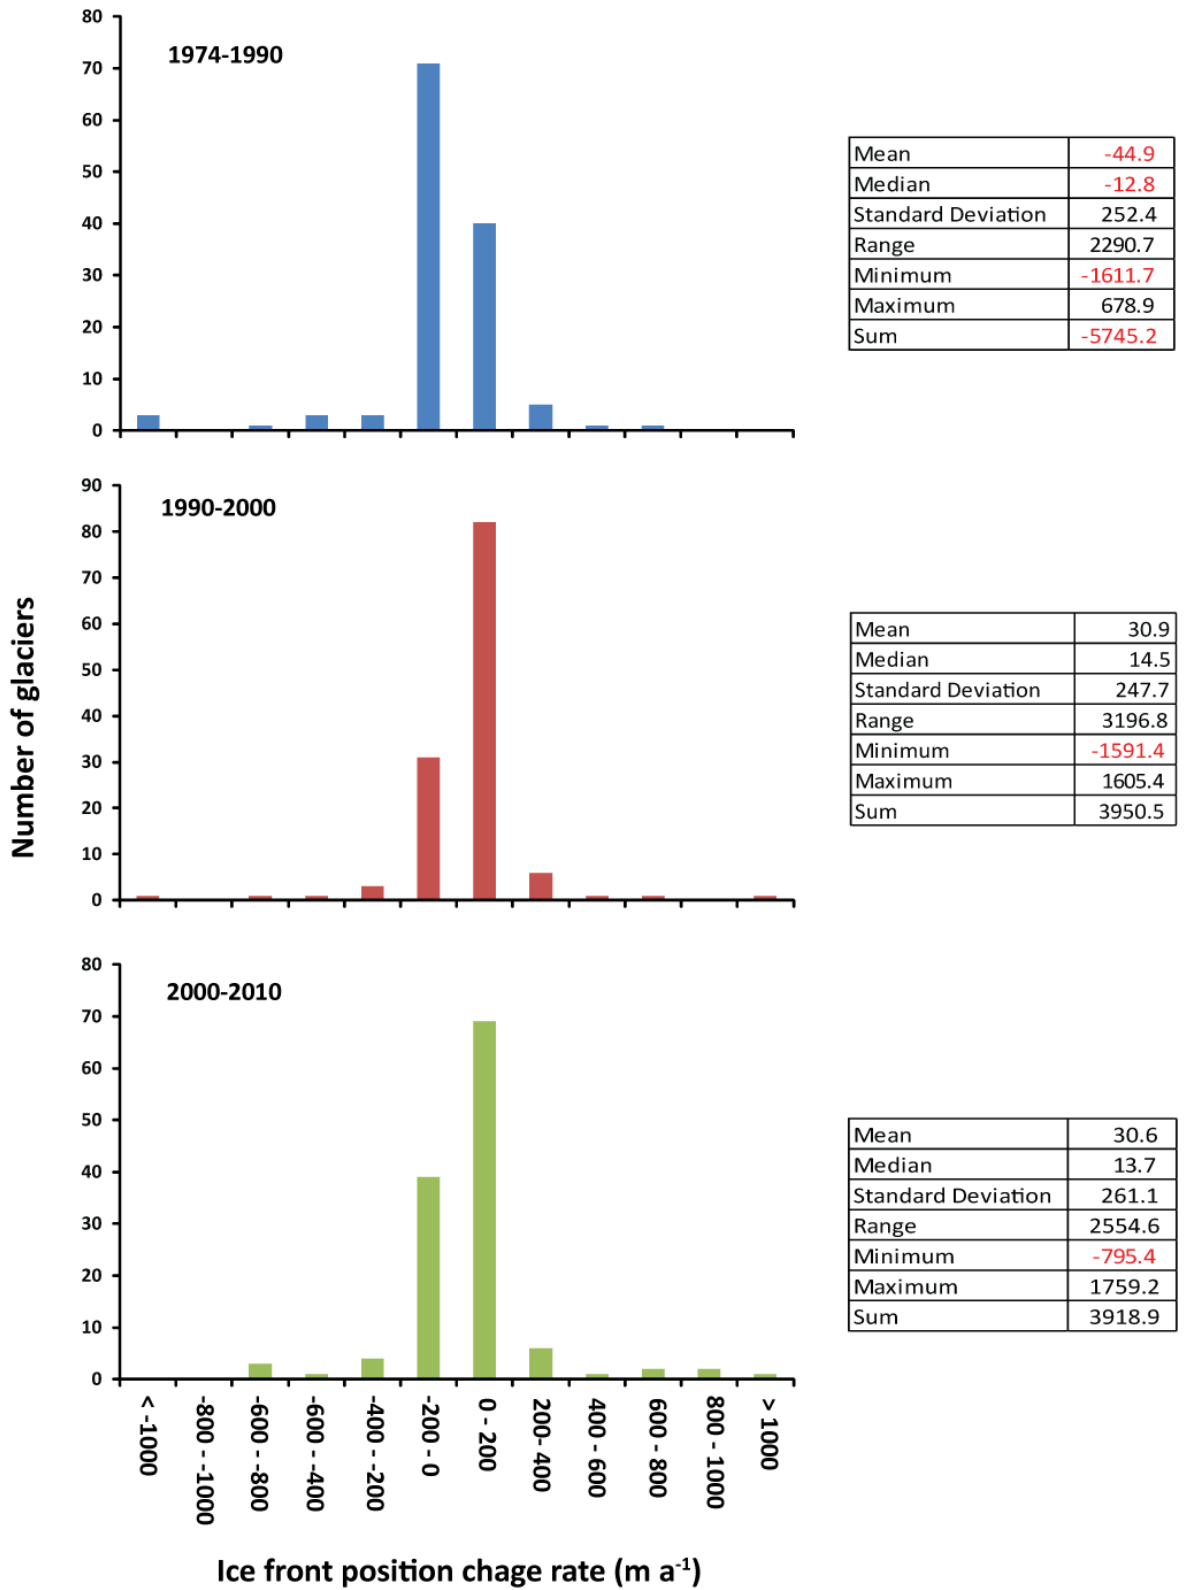 80
1974-1990
70
60
50
40
30
20
10
0
Mean -44.9
Median -12.8
Standard Deviation 252.4
Range 2290.7
Minimum -1611.7
Maximum 678.9
Sum -5745.2
90
1990-2000
80
70
60
50
40
30
20
10
0
Mean 30.9
Median 14.5
Standard Deviation 247.7
Range 3196.8
Minimum -1591.4
Maximum 1605.4
Sum 3950.5
Number of glaciers
80
2000-2010
70
60
50
40
30
20
10
0
Mean 30.6
Median 13.7
Standard Deviation 261.1
Range 2554.6
Minimum -795.4
Maximum 1759.2
Sum 3918.9
< -1000
-800 - -1000
-600 - -800
-600 - -400
-400 - -200
-200 - 0
0 - 200
200- 400
400 - 600
600 - 800
800 - 1000
> 1000
Ice front position chage rate (m a⁻¹)